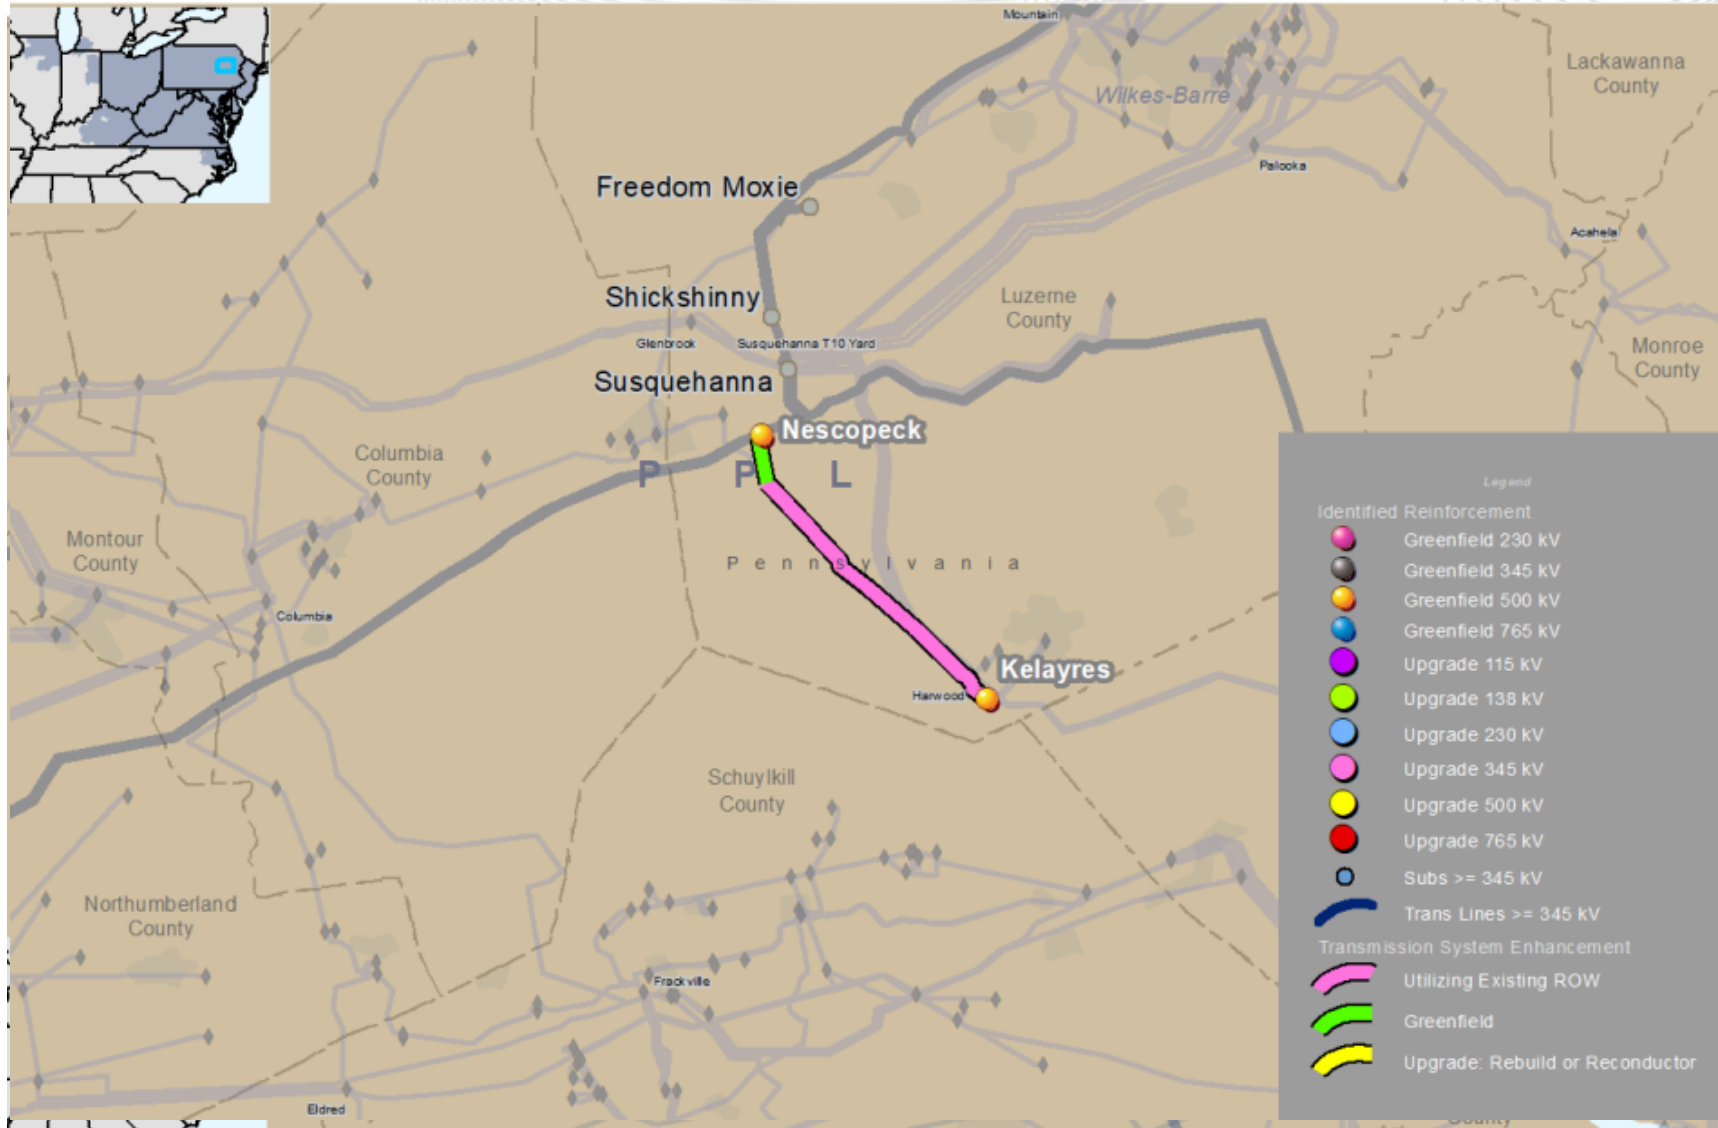 Mountain
Lackawanna
County
Wilkes-Barre
Palooka
Freedom Moxie
Acahela
Shickshinny
Luzerne
County
Glenbrook
Susquehanna T10 Yard
Monroe
County
Susquehanna
Nescopeck
Columbia
County
P P L
Montour
County
Pennsylvania
Columbia
Kelayres
Harwood
Schuylkill
County
Northumberland
County
Frackville
Eldred
Legend
Identified Reinforcement
Greenfield 230 kV
Greenfield 345 kV
Greenfield 500 kV
Greenfield 765 kV
Upgrade 115 kV
Upgrade 138 kV
Upgrade 230 kV
Upgrade 345 kV
Upgrade 500 kV
Upgrade 765 kV
Subs >= 345 kV
Trans Lines >= 345 kV
Transmission System Enhancement
Utilizing Existing ROW
Greenfield
Upgrade: Rebuild or Reconductor
County